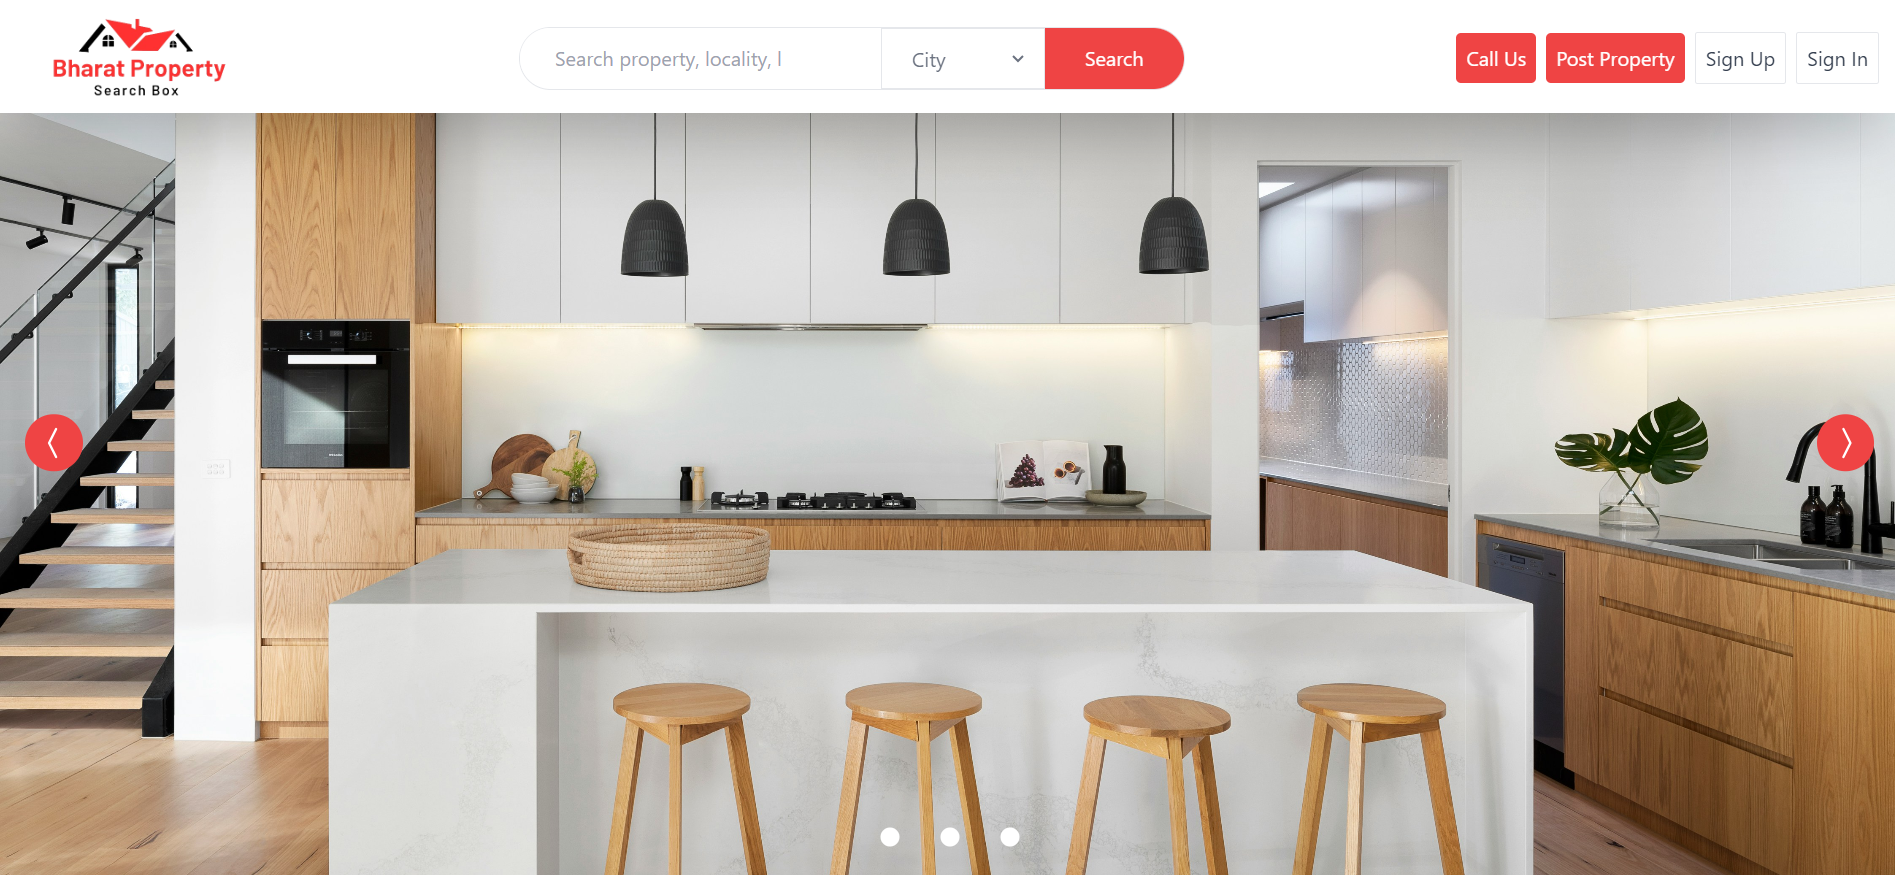 Bharat Property
Search Box
Search property, locality, l
City
Search
Call Us
Post Property
Sign Up
Sign In